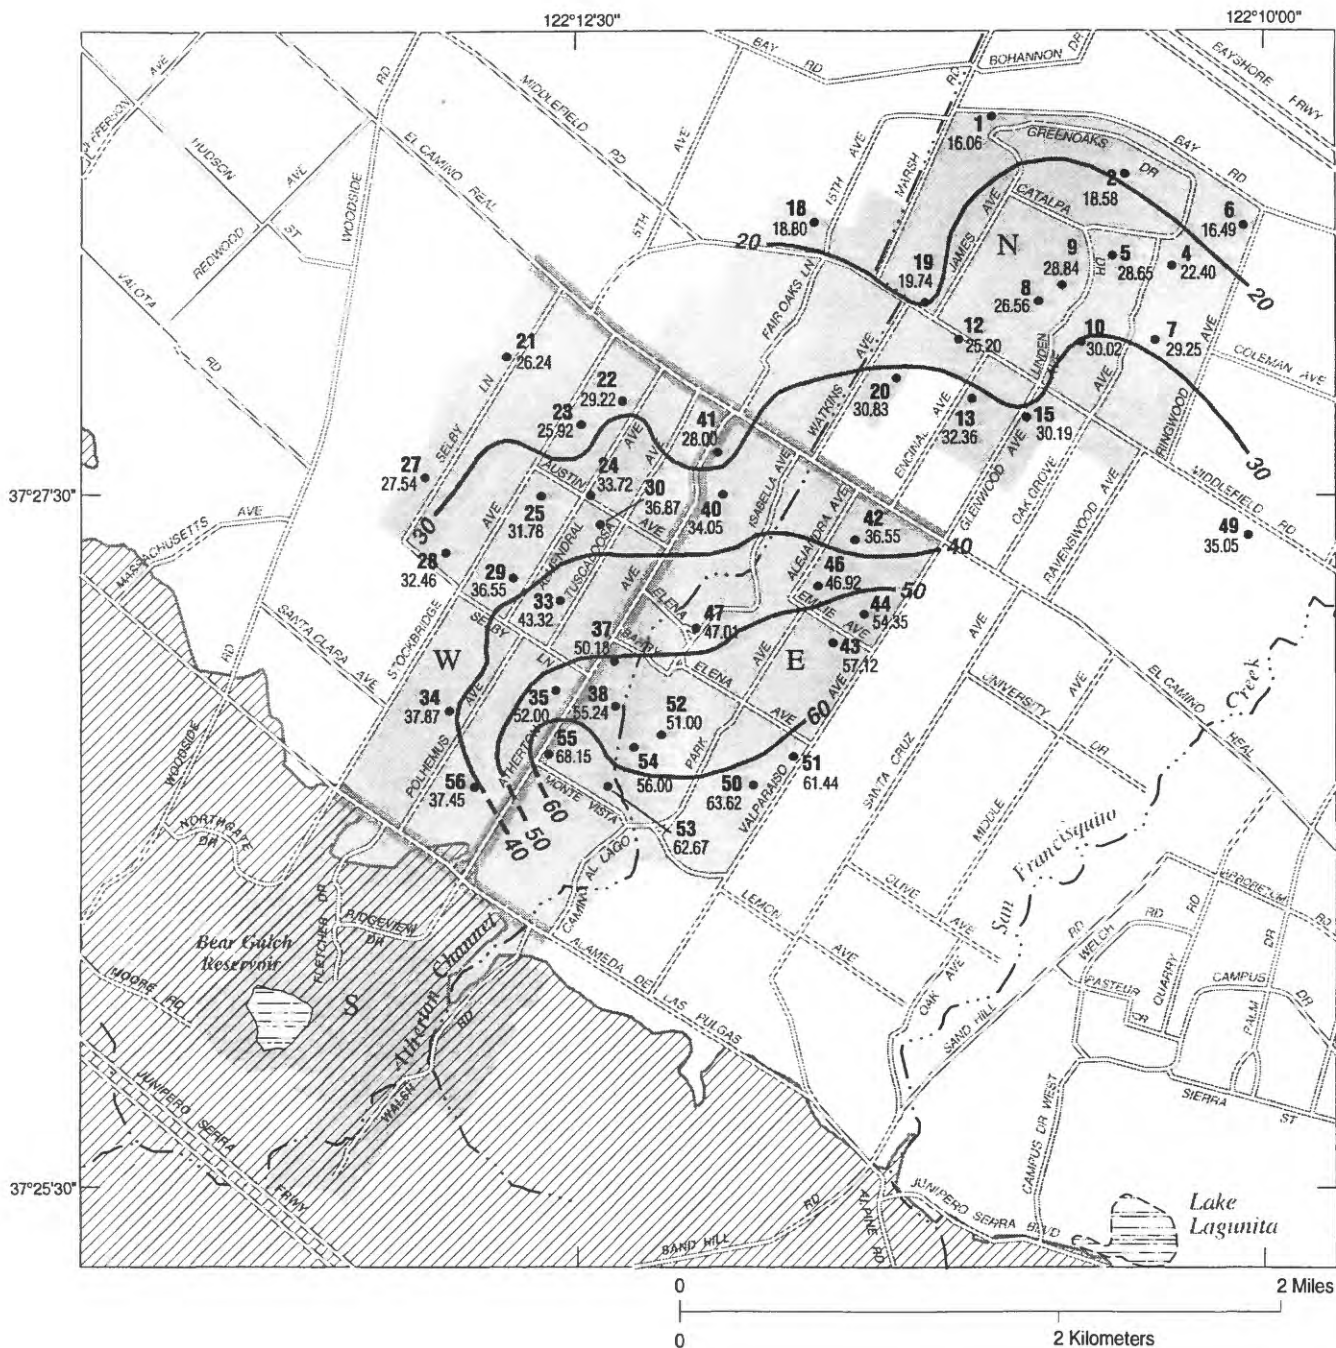 122°12'30"
122°10'00"
BAY RD
BOHANNON DR
BAYSHORE FRWY
AVE
HUDSON ST
REDWOOD AVE
WOODSIDE RD
EL CAMINO REAL
MIDDLEFIELD RD
5TH AVE
15TH AVE
MARSH RD
1
16.06
GREENOAKS DR
BAY RD
2
18.58
CATALPA
6
16.49
18
18.80
20
19
19.74
JAMES AVE
N
9
28.84
DR
5
28.65
4
22.40
8
26.56
20
VALOTA RD
FAIR OAKS LN
12
25.20
LINDEN AVE
10
30.02
7
29.25
COLEMAN AVE
21
26.24
22
29.22
23
25.92
SELBY LN
41
28.00
WATKINS AVE
20
30.83
ENCINA AVE
13
32.36
15
30.19
RINGWOOD AVE
30
27
27.54
37°27'30"
AUSTIN AVE
24
33.72
30
36.87
25
31.78
30
40
34.05
ISABELLA AVE
GLENWOOD AVE
OAK GROVE AVE
RAVENSWOOD AVE
MIDDLEFIELD RD
49
35.05
MASSACHUSETTS AVE
28
32.46
29
36.55
ALMENDRAL AVE
TUSCALOOSA AVE
ALEJANDRA AVE
42
36.55
40
46
46.92
50
33
43.32
ELENA AVE
47
47.01
EMILIE AVE
44
54.35
SANTA CLARA AVE
STOCKBRIDGE AVE
SELBY LN
37
50.18
BARRY
43
57.12
W
E
ELENA AVE
34
37.87
35
52.00
38
55.24
52
51.00
60
UNIVERSITY DR
EL CAMINO REAL
Creek
WOODSIDE RD
POLHEMUS AVE
ATHERTON AVE
55
68.15
54
56.00
PARK AVE
51
61.44
56
37.45
50
63.62
VALPARAISO AVE
SANTA CRUZ AVE
MIDDLE AVE
MONTE VISTA
60
50
40
53
62.67
NORTHGATE DR
CAMINO AL LAGO
LEMON AVE
OLIVE AVE
San Francisquito
FLETCHER DR
RIDGEVIEW DR
Bear Gulch
Reservoir
Atherton Channel
S
ALAMEDA DE LAS PULGAS
OAK AVE
SAND HILL RD
WELCH RD
QUARRY RD
ARBORETUM RD
PASTEUR DR
CAMPUS DR
PALM DR
MOORE RD
WALSH RD
SIERRA ST
JUNIPERO SERRA FRWY
CAMPUS DR WEST
37°25'30"
SAND HILL RD
ALPINE RD
JUNIPERO SERRA BLVD
Lake
Lagunita
0
2 Miles
0
2 Kilometers